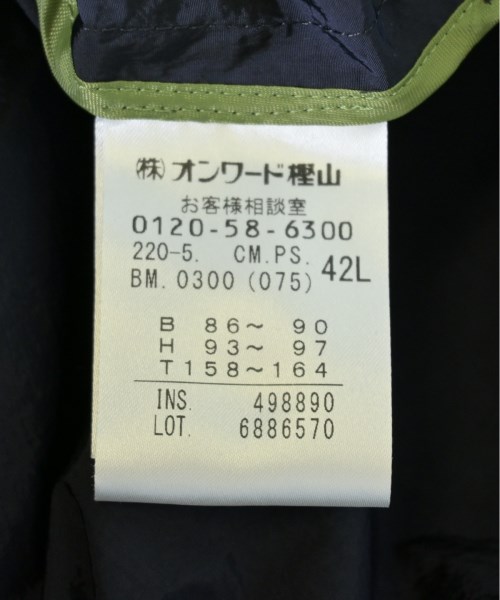 ㈱オンワード樫山
お客様相談室
0120-58-6300
220-5. CM.PS.
BM. 0300 (075) 42L
B 86〜 90
H 93〜 97
T158〜164
INS. 498890
LOT. 6886570